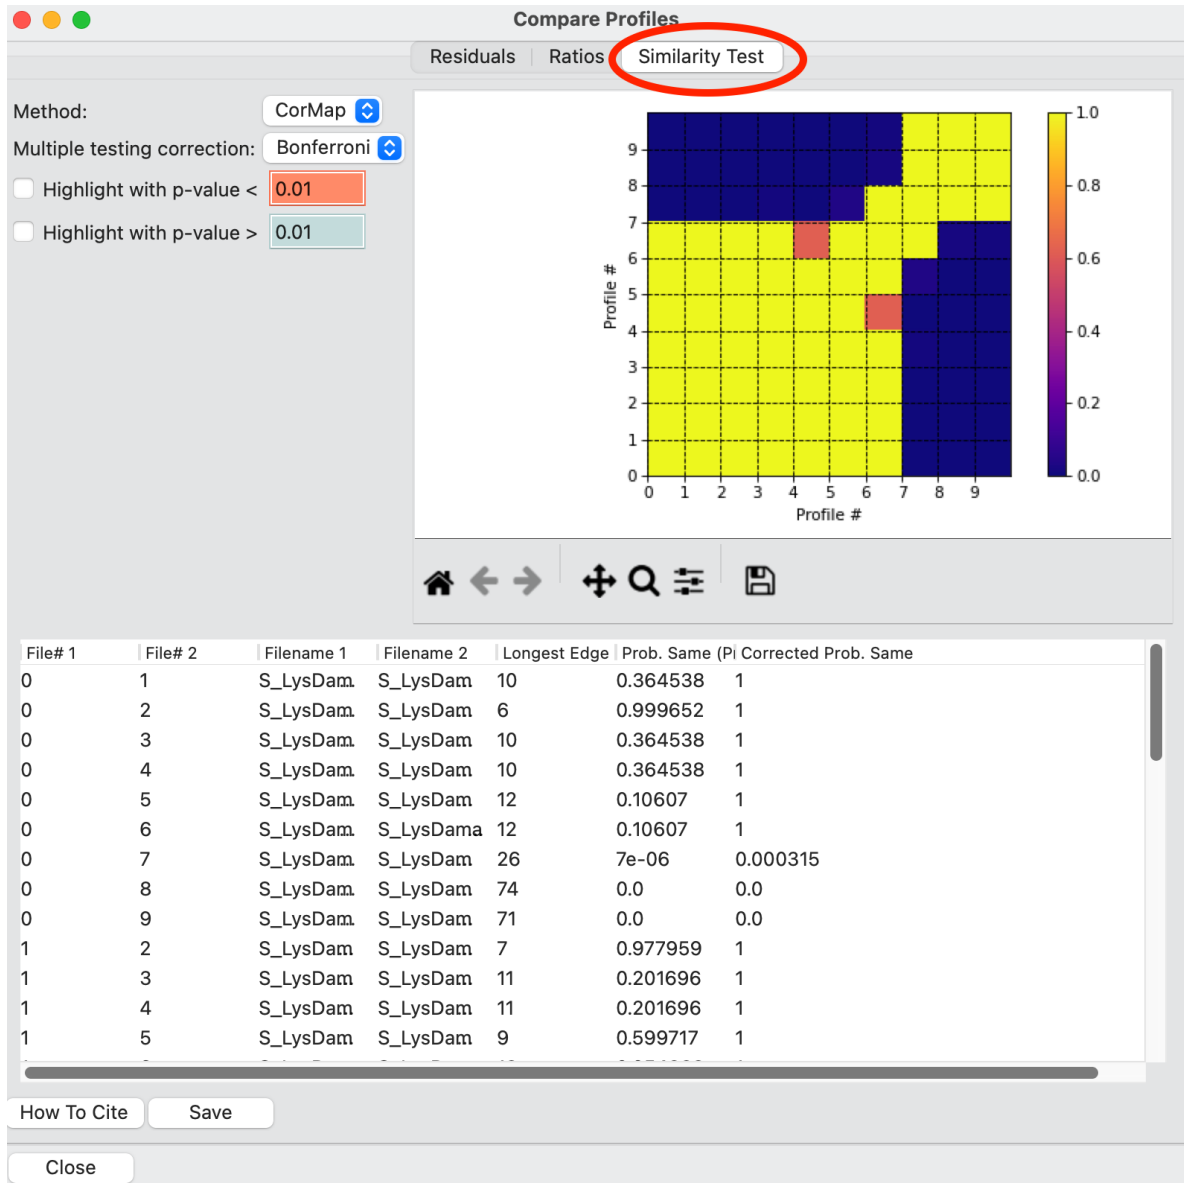 Compare Profiles
Residuals Ratios Similarity Test
Method: CorMap
Multiple testing correction: Bonferroni
Highlight with p-value < 0.01
Highlight with p-value > 0.01
9
8
7
6
5
4
3
2
1
0
Profile #
0 1 2 3 4 5 6 7 8 9
Profile #
1.0
0.8
0.6
0.4
0.2
0.0
File# 1 File# 2 Filename 1 Filename 2 Longest Edge Prob. Same (Pr Corrected Prob. Same
0 1 S_LysDam S_LysDam 10 0.364538 1
0 2 S_LysDam S_LysDam 6 0.999652 1
0 3 S_LysDam S_LysDam 10 0.364538 1
0 4 S_LysDam S_LysDam 10 0.364538 1
0 5 S_LysDam S_LysDam 12 0.10607 1
0 6 S_LysDam S_LysDama 12 0.10607 1
0 7 S_LysDam S_LysDam 26 7e-06 0.000315
0 8 S_LysDam S_LysDam 74 0.0 0.0
0 9 S_LysDam S_LysDam 71 0.0 0.0
1 2 S_LysDam S_LysDam 7 0.977959 1
1 3 S_LysDam S_LysDam 11 0.201696 1
1 4 S_LysDam S_LysDam 11 0.201696 1
1 5 S_LysDam S_LysDam 9 0.599717 1
How To Cite Save
Close